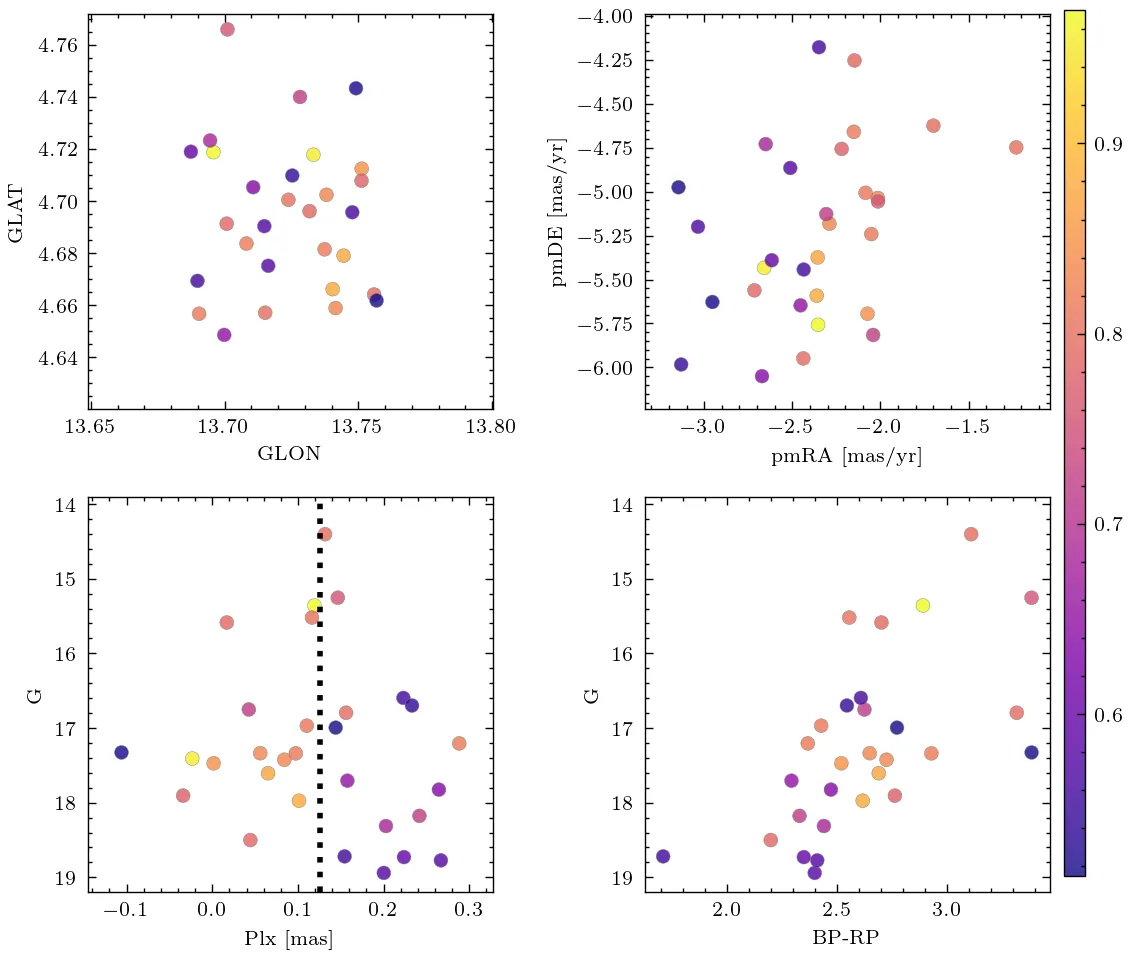 4.76
4.74
4.72
4.70
4.68
4.66
4.64
GLAT
13.65 13.70 13.75 13.80
GLON
−4.00
−4.25
−4.50
−4.75
−5.00
−5.25
−5.50
−5.75
−6.00
pmDE [mas/yr]
−3.0 −2.5 −2.0 −1.5
pmRA [mas/yr]
14
15
16
17
18
19
G
−0.1 0.0 0.1 0.2 0.3
Plx [mas]
14
15
16
17
18
19
G
2.0 2.5 3.0
BP-RP
0.9
0.8
0.7
0.6